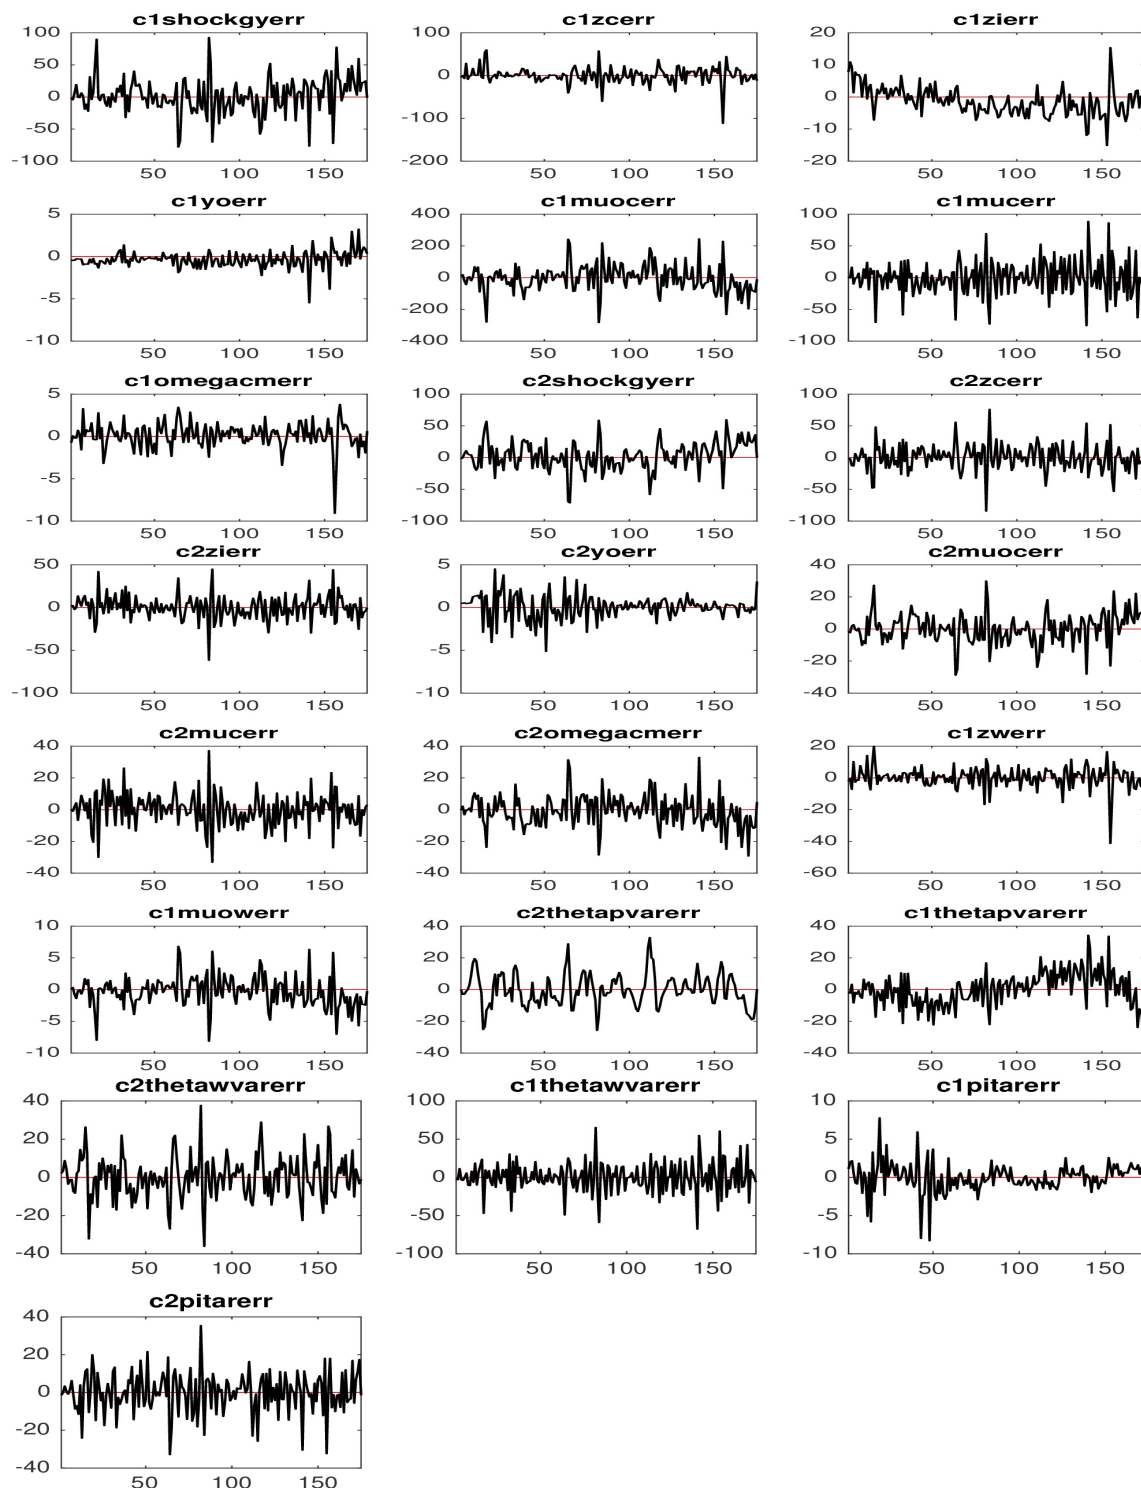 c1shockgyerr c1zcerr c1zierr
100 100 20
50 0 10
0 -100 0
-50 -200 -10
-100 -20
50 100 150 50 100 150 50 100 150
c1yoerr c1muocerr c1mucerr
5 400 100
0 200 50
-5 0 0
-10 -200 -50
-400 -100
50 100 150 50 100 150 50 100 150
c1omegacmerr c2shockgyerr c2zcerr
5 100 100
0 50 50
-5 0 0
-10 -50 -50
-100 -100
50 100 150 50 100 150 50 100 150
c2zierr c2yoerr c2muocerr
50 5 40
0 0 20
-50 -5 0
-100 -10 -20
-40
50 100 150 50 100 150 50 100 150
c2mucerr c2omegacmerr c1zwerr
40 40 20
20 20 0
0 0 -20
-20 -20 -40
-40 -40 -60
50 100 150 50 100 150 50 100 150
c1muowerr c2thetapvarerr c1thetapvarerr
10 40 40
5 20 20
0 0 0
-5 -20 -20
-10 -40 -40
50 100 150 50 100 150 50 100 150
c2thetawvarerr c1thetawvarerr c1pitarerr
40 100 10
20 50 5
0 0 0
-20 -50 -5
-40 -100 -10
50 100 150 50 100 150 50 100 150
c2pitarerr
40
20
0
-20
-40
50 100 150